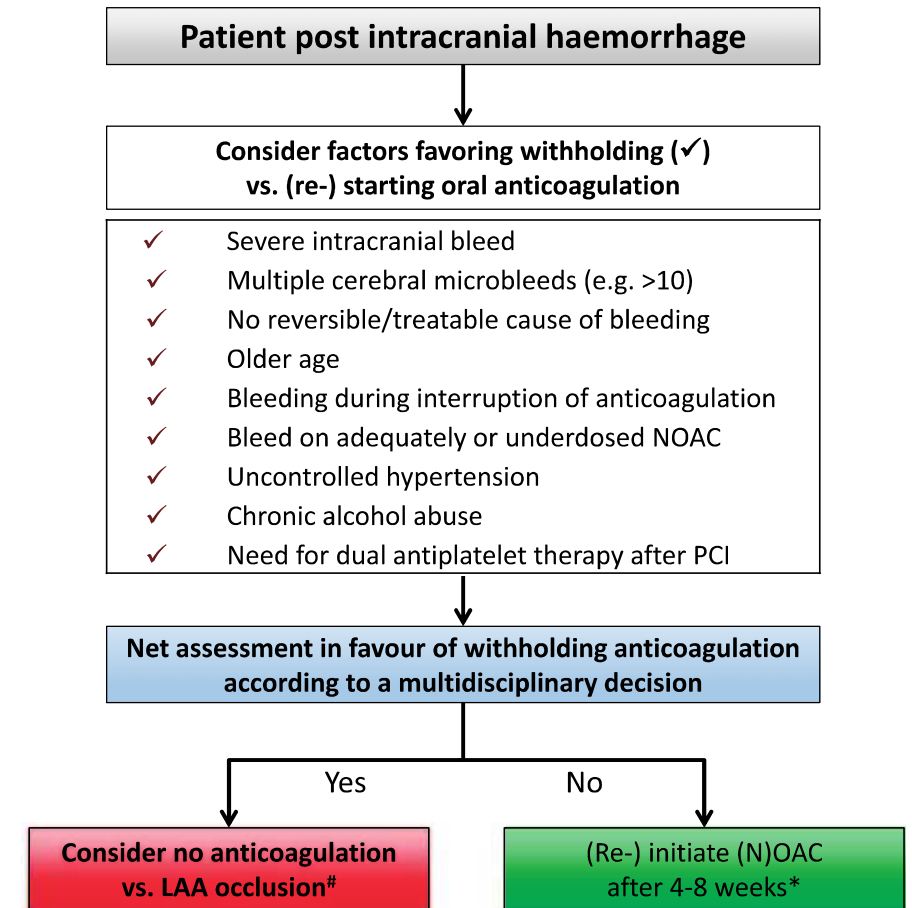 Patient post intracranial haemorrhage
Consider factors favoring withholding (✓)
vs. (re-) starting oral anticoagulation
✓ Severe intracranial bleed
✓ Multiple cerebral microbleeds (e.g. >10)
✓ No reversible/treatable cause of bleeding
✓ Older age
✓ Bleeding during interruption of anticoagulation
✓ Bleed on adequately or underdosed NOAC
✓ Uncontrolled hypertension
✓ Chronic alcohol abuse
✓ Need for dual antiplatelet therapy after PCI
Net assessment in favour of withholding anticoagulation
according to a multidisciplinary decision
Yes
No
Consider no anticoagulation
vs. LAA occlusion#
(Re-) initiate (N)OAC
after 4-8 weeks*